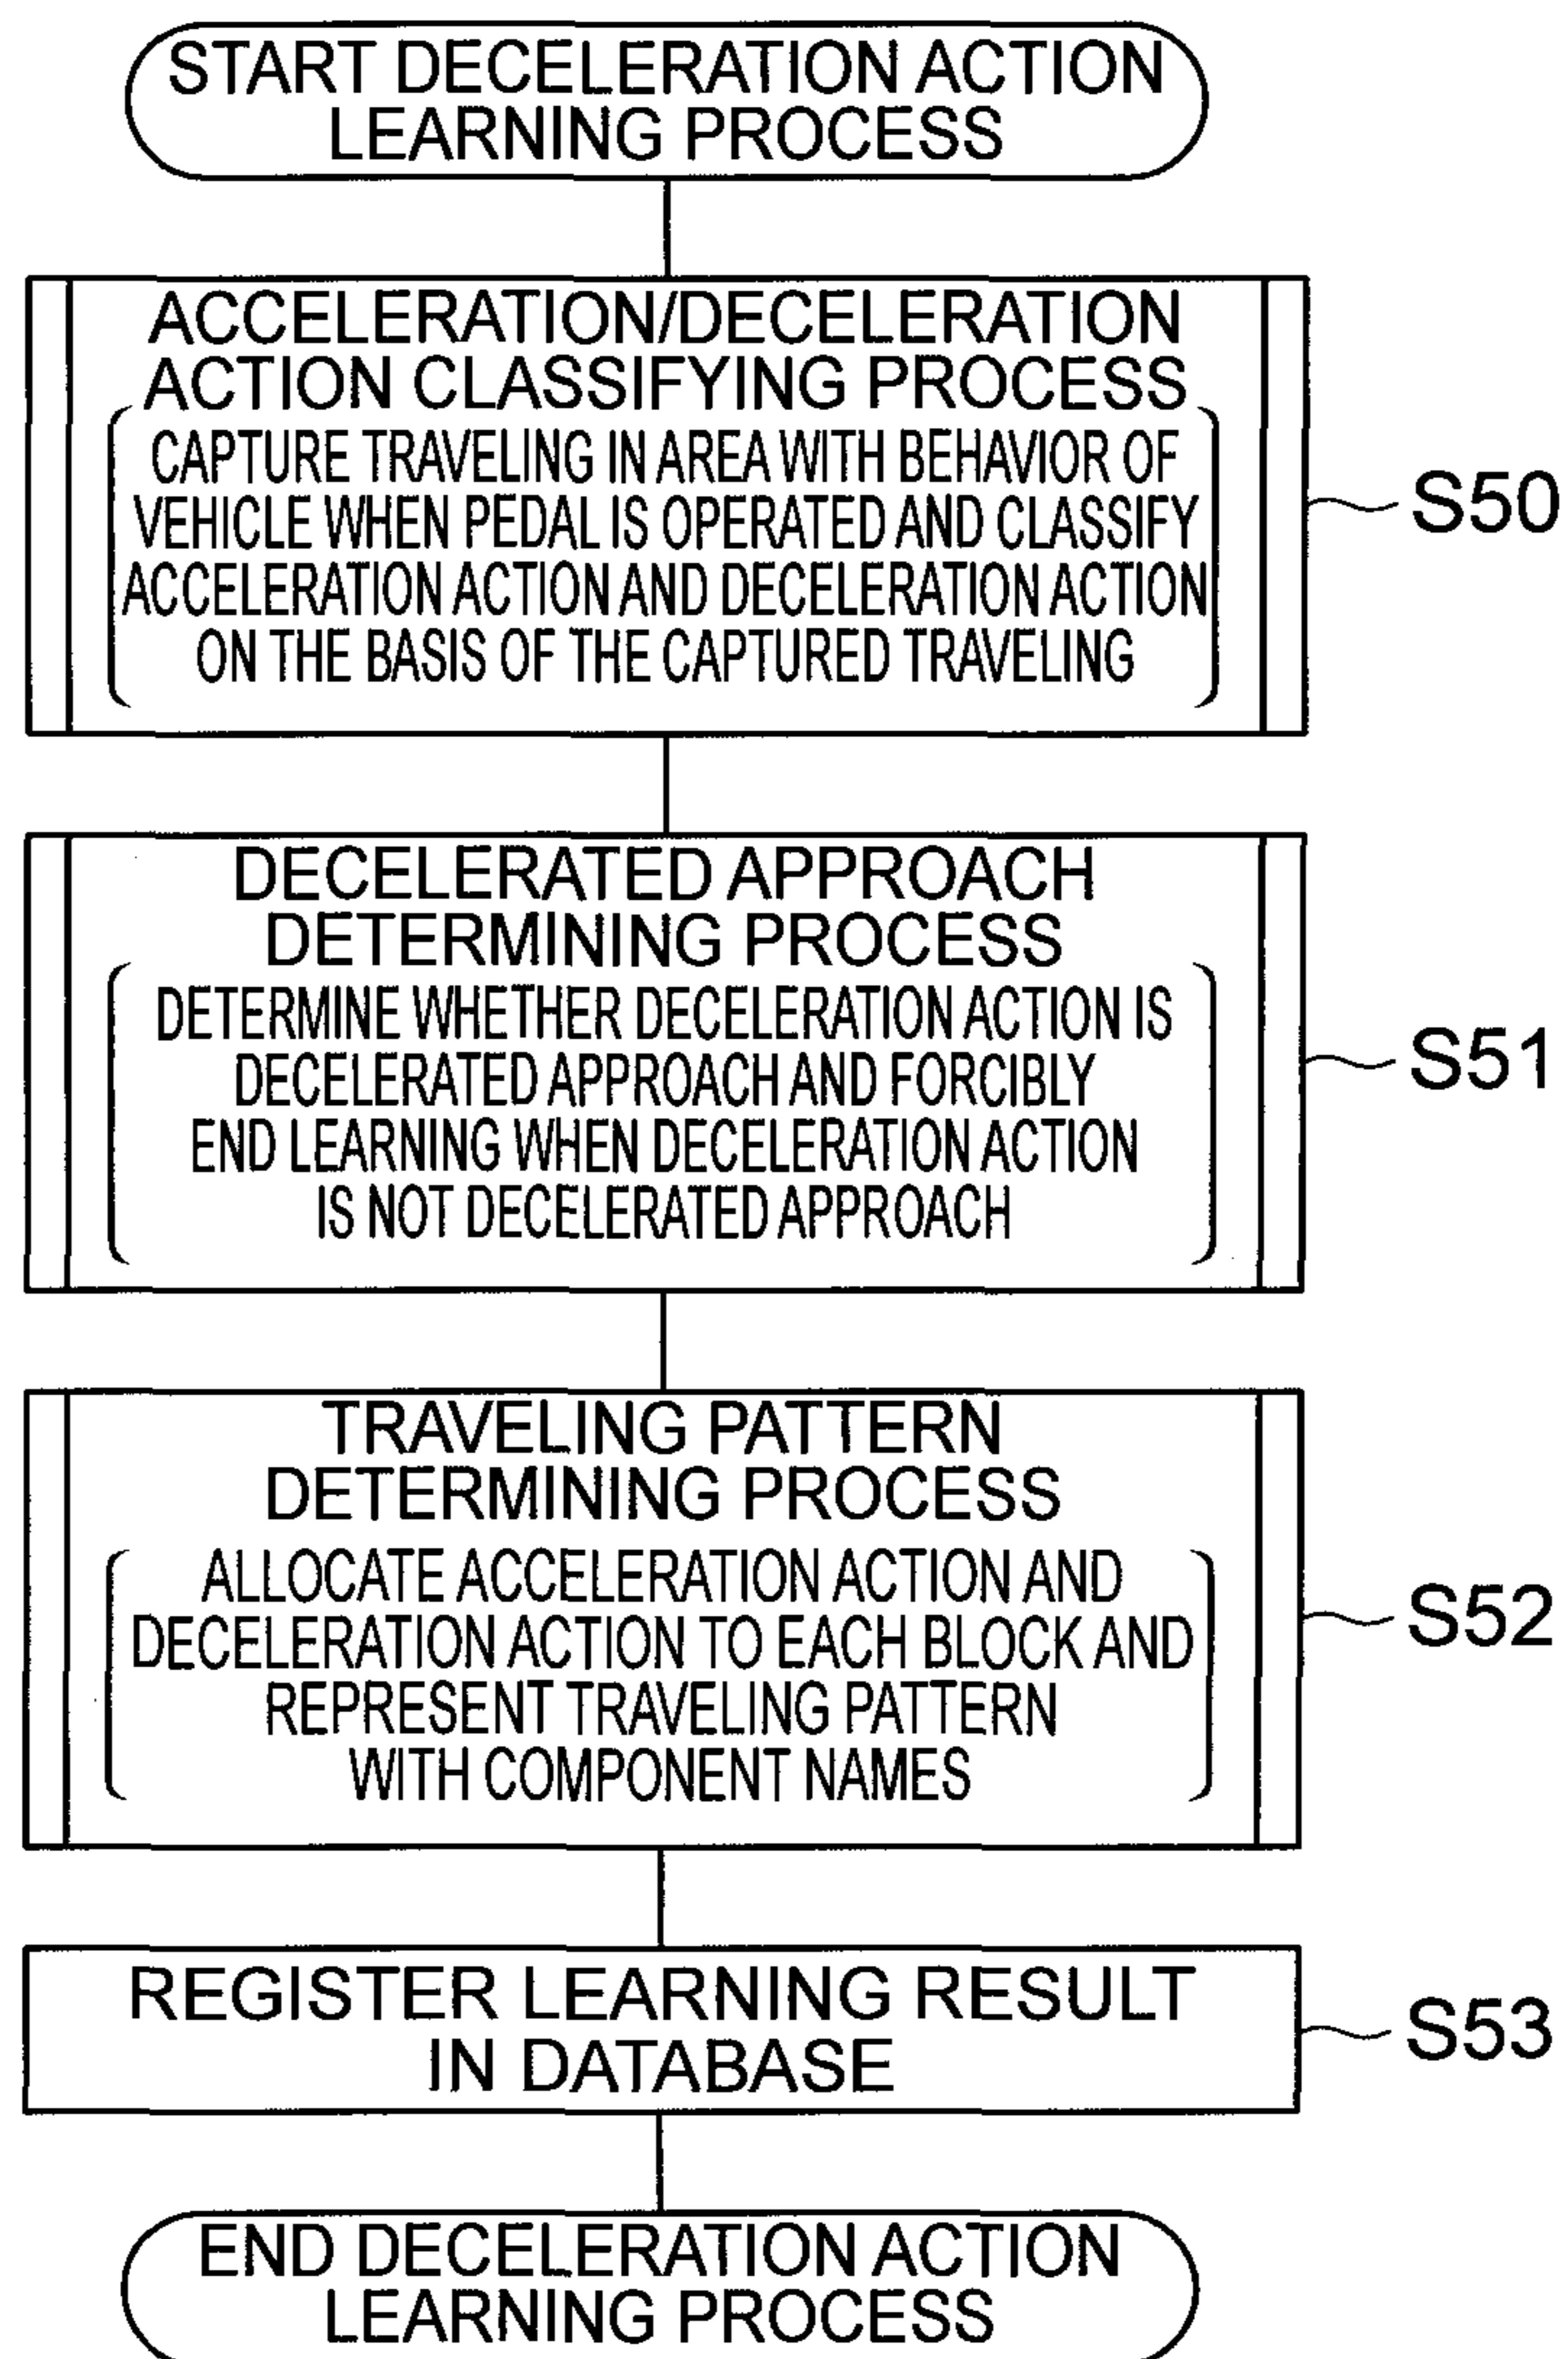 START DECELERATION ACTION
LEARNING PROCESS
ACCELERATION/DECELERATION
ACTION CLASSIFYING PROCESS
CAPTURE TRAVELING IN AREA WITH BEHAVIOR OF
VEHICLE WHEN PEDAL IS OPERATED AND CLASSIFY
ACCELERATION ACTION AND DECELERATION ACTION
ON THE BASIS OF THE CAPTURED TRAVELING
S50
DECELERATED APPROACH
DETERMINING PROCESS
DETERMINE WHETHER DECELERATION ACTION IS
DECELERATED APPROACH AND FORCIBLY
END LEARNING WHEN DECELERATION ACTION
IS NOT DECELERATED APPROACH
S51
TRAVELING PATTERN
DETERMINING PROCESS
ALLOCATE ACCELERATION ACTION AND
DECELERATION ACTION TO EACH BLOCK AND
REPRESENT TRAVELING PATTERN
WITH COMPONENT NAMES
S52
REGISTER LEARNING RESULT
IN DATABASE
S53
END DECELERATION ACTION
LEARNING PROCESS